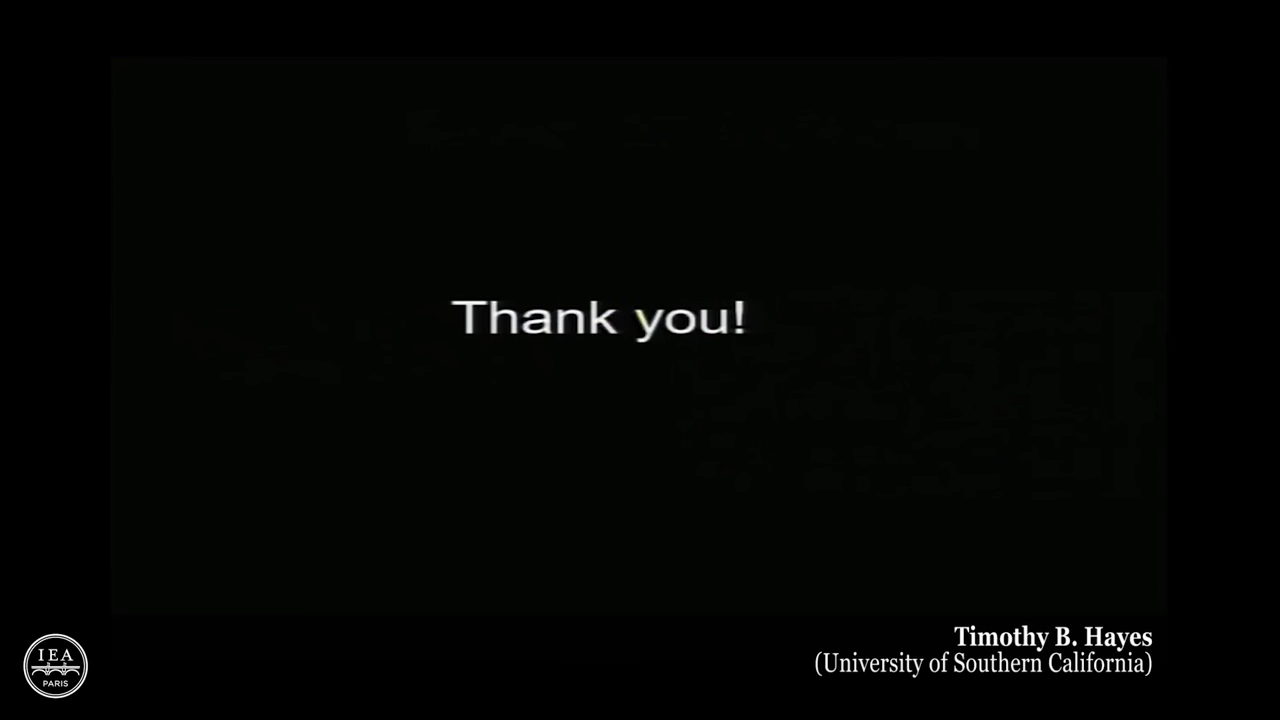 Thank you!
Timothy B. Hayes
(University of Southern California)
IEA
PARIS